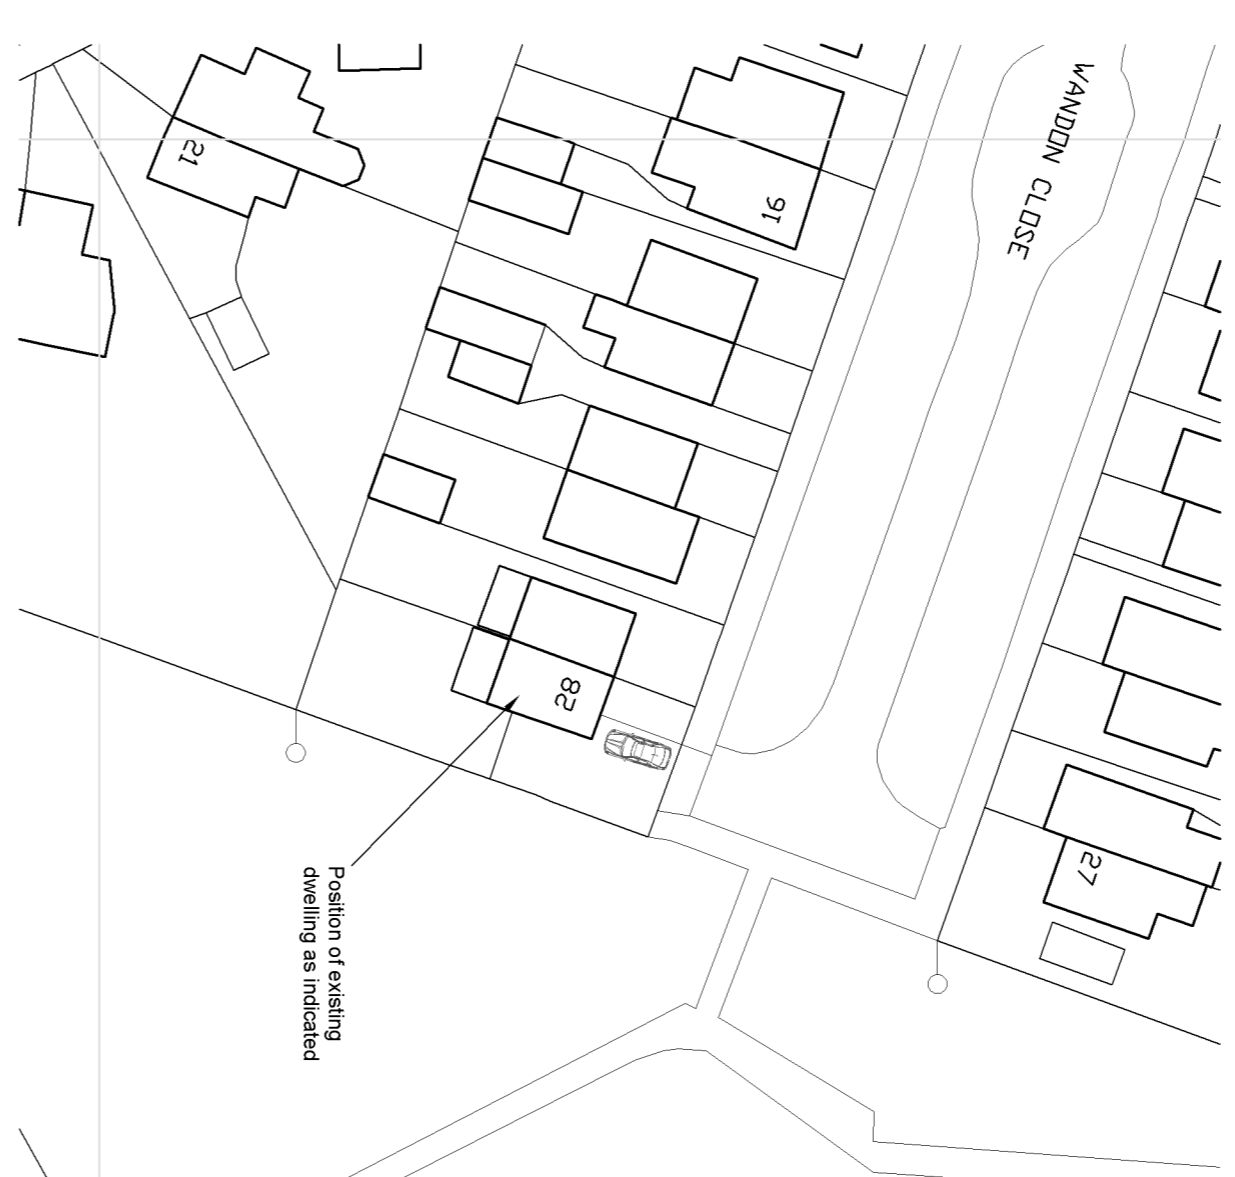 WANDON CLOSE
21
16
28
27
Position of existing
dwelling as indicated